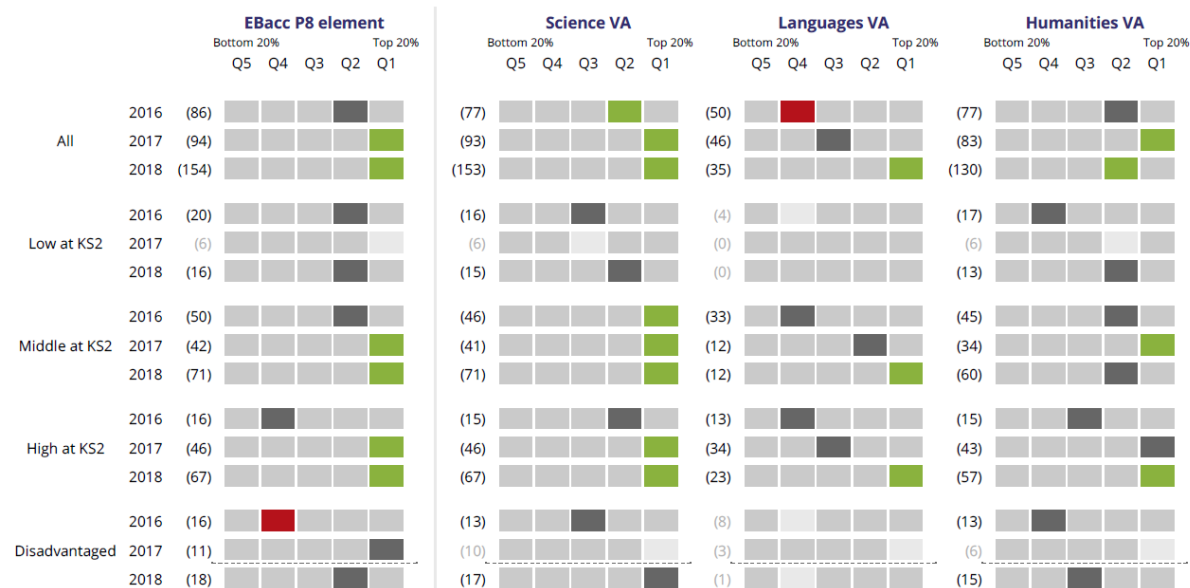 EBacc P8 element Science VA Languages VA Humanities VA
Bottom 20% Top 20% Bottom 20% Top 20% Bottom 20% Top 20% Bottom 20% Top 20%
Q5 Q4 Q3 Q2 Q1 Q5 Q4 Q3 Q2 Q1 Q5 Q4 Q3 Q2 Q1 Q5 Q4 Q3 Q2 Q1
2016 (86) (77) (50) (77)
All 2017 (94) (93) (46) (83)
2018 (154) (153) (35) (130)
2016 (20) (16) (4) (17)
Low at KS2 2017 (6) (6) (0) (6)
2018 (16) (15) (0) (13)
2016 (50) (46) (33) (45)
Middle at KS2 2017 (42) (41) (12) (34)
2018 (71) (71) (12) (60)
2016 (16) (15) (13) (15)
High at KS2 2017 (46) (46) (34) (43)
2018 (67) (67) (23) (57)
2016 (16) (13) (8) (13)
Disadvantaged 2017 (11) (10) (3) (6)
2018 (18) (17) (1) (15)